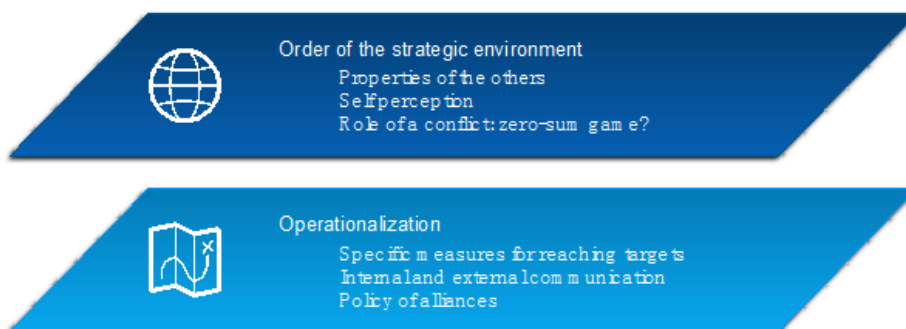 Order of the strategic environment
Properties of the others
Selfperception
Role of a conflict: zero-sum game?
Operationalization
Specific measures for reaching targets
Internal and external communication
Policy of alliances